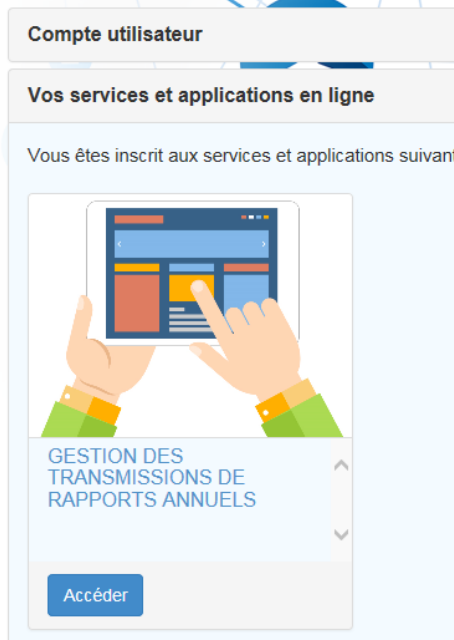 Compte utilisateur
Vos services et applications en ligne
Vous êtes inscrit aux services et applications suivant
GESTION DES
TRANSMISSIONS DE
RAPPORTS ANNUELS
Accéder